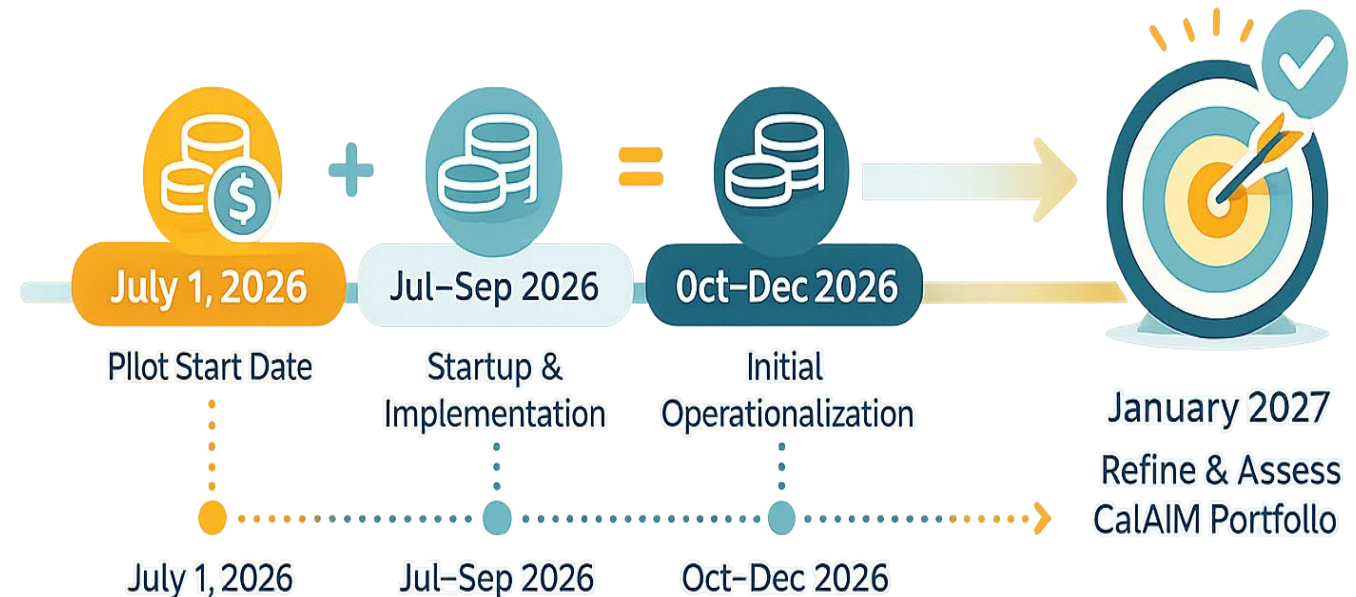 $
July 1, 2026
Jul–Sep 2026
Oct–Dec 2026
PIlot Start Date
Startup &
Implementation
Initial
Operationalization
January 2027
Refine & Assess
CalAIM Portfollo
July 1, 2026
Jul–Sep 2026
Oct–Dec 2026